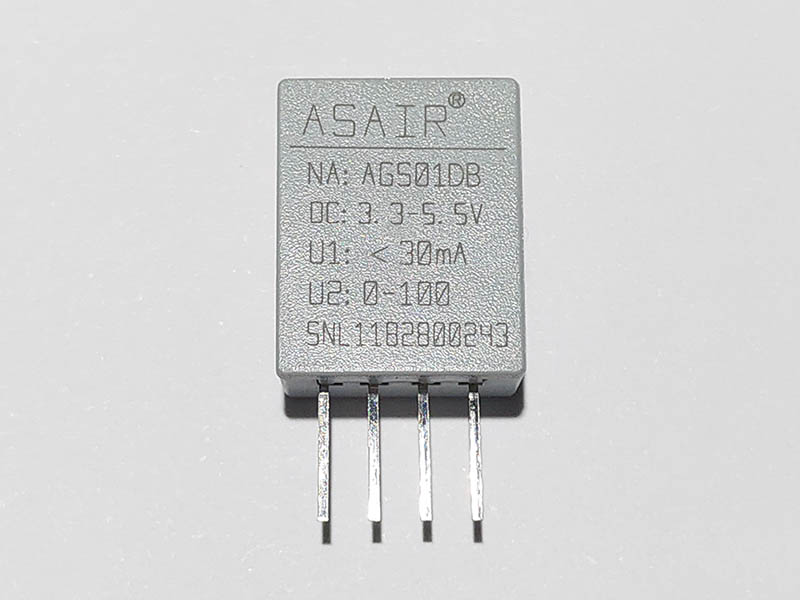 ASAIR®
NA: AGS01DB
DC: 3.3-5.5V
U1: <30mA
U2: 0-100
SNL1182800243